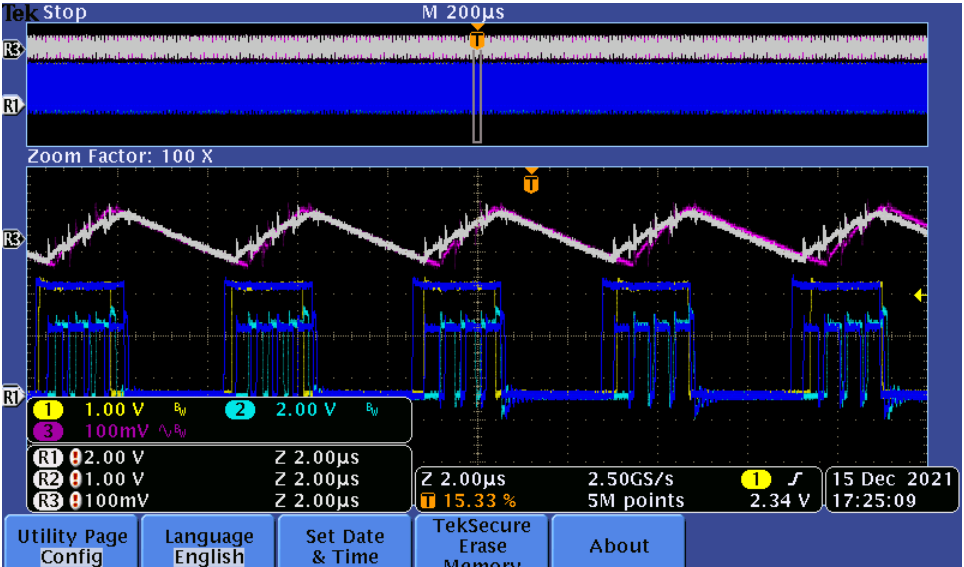 Tek Stop M 200µs
T
R3
R1
Zoom Factor: 100 X
T
R3
R1
1 1.00 V BW 2 2.00 V BW
3 100mV BW
R1 ! 2.00 V Z 2.00µs
R2 ! 1.00 V Z 2.00µs
R3 ! 100mV Z 2.00µs
Z 2.00µs 2.50GS/s 1
T 15.33 % 5M points 2.34 V
15 Dec 2021
17:25:09
Utility Page
Config
Language
English
Set Date
& Time
TekSecure
Erase
Memory
About